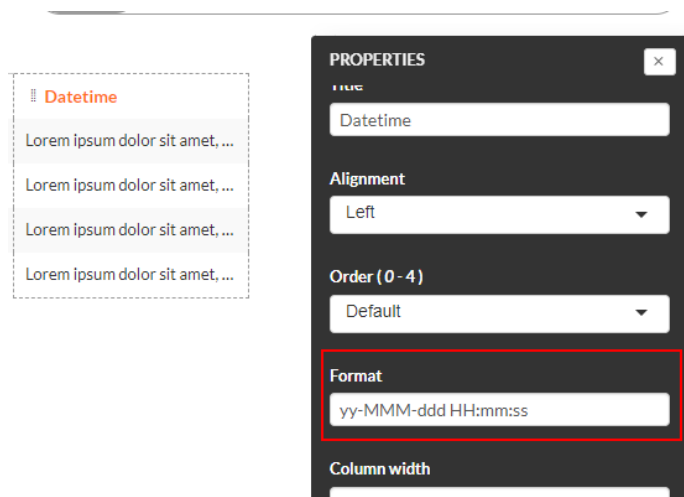 Datetime
Lorem ipsum dolor sit amet, ...
Lorem ipsum dolor sit amet, ...
Lorem ipsum dolor sit amet, ...
Lorem ipsum dolor sit amet, ...
PROPERTIES
×
Title
Datetime
Alignment
Left
Order ( 0 - 4 )
Default
Format
yy-MMM-ddd HH:mm:ss
Column width